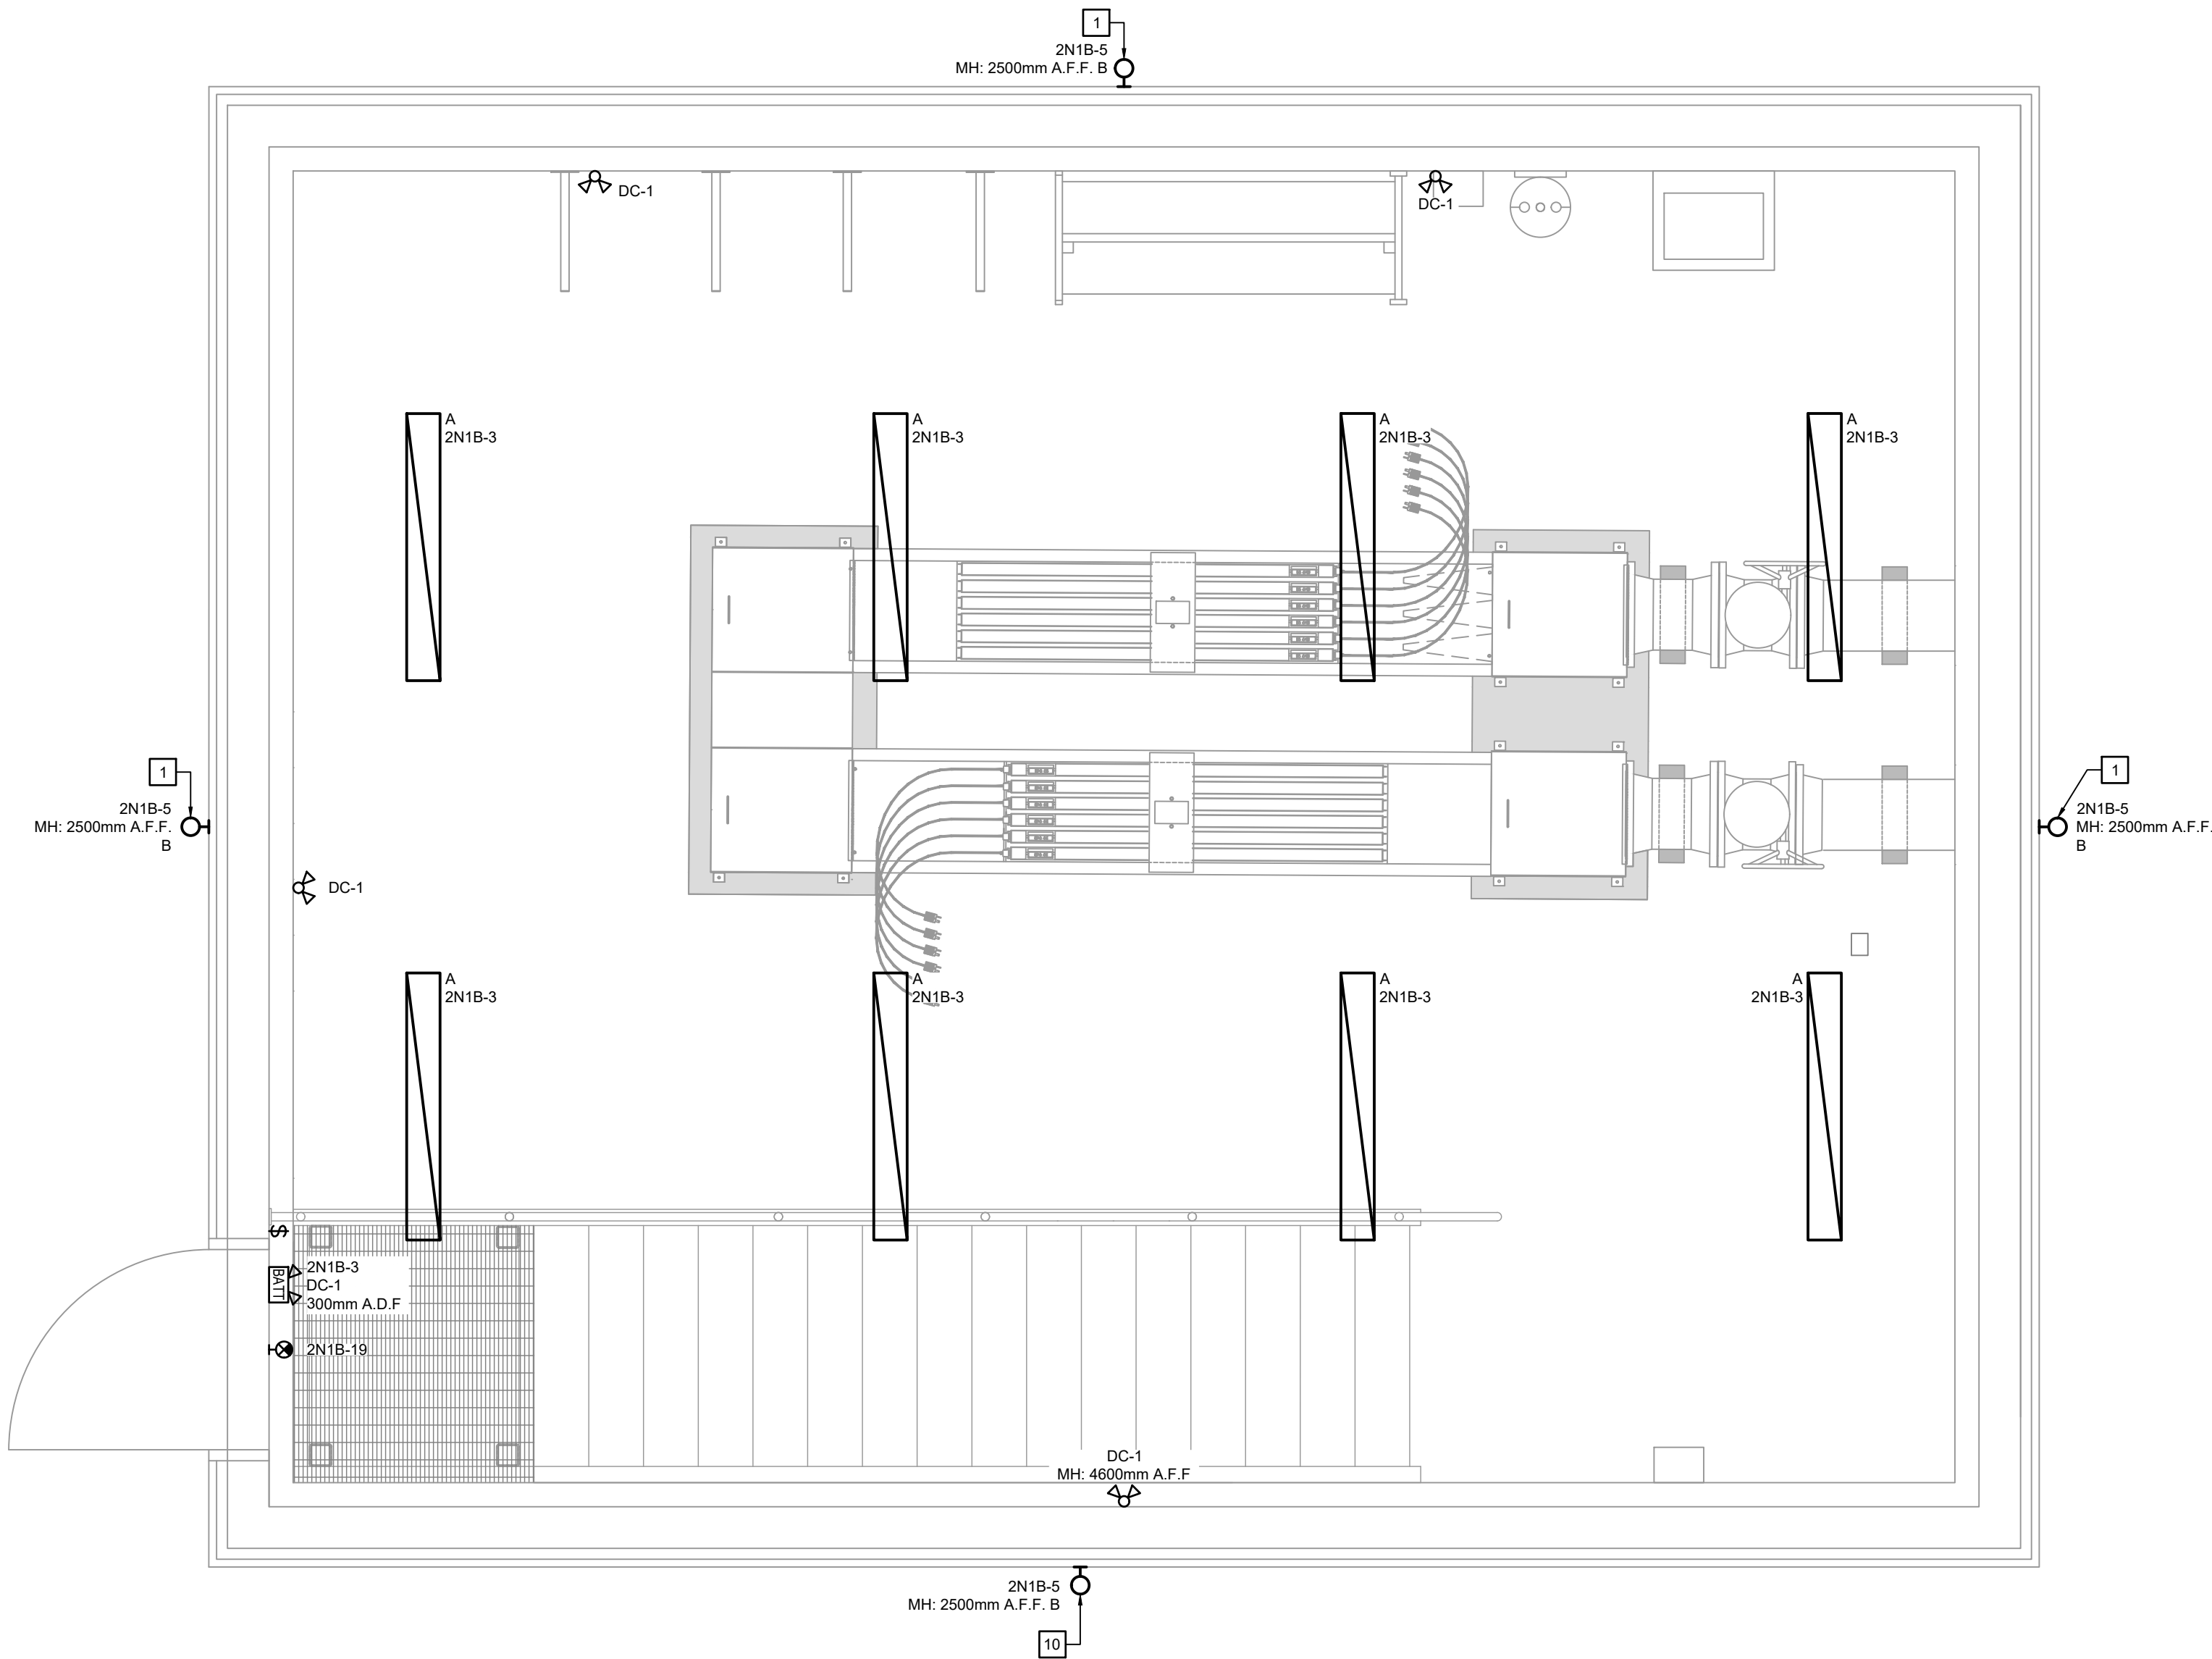 1
2N1B-5
MH: 2500mm A.F.F. B
DC-1
DC-1
A
2N1B-3
A
2N1B-3
A
2N1B-3
A
2N1B-3
1
2N1B-5
MH: 2500mm A.F.F.
B
1
2N1B-5
MH: 2500mm A.F.F.
B
DC-1
A
2N1B-3
A
2N1B-3
A
2N1B-3
A
2N1B-3
$
BATT
2N1B-3
DC-1
300mm A.D.F
2N1B-19
DC-1
MH: 4600mm A.F.F
2N1B-5
MH: 2500mm A.F.F. B
10